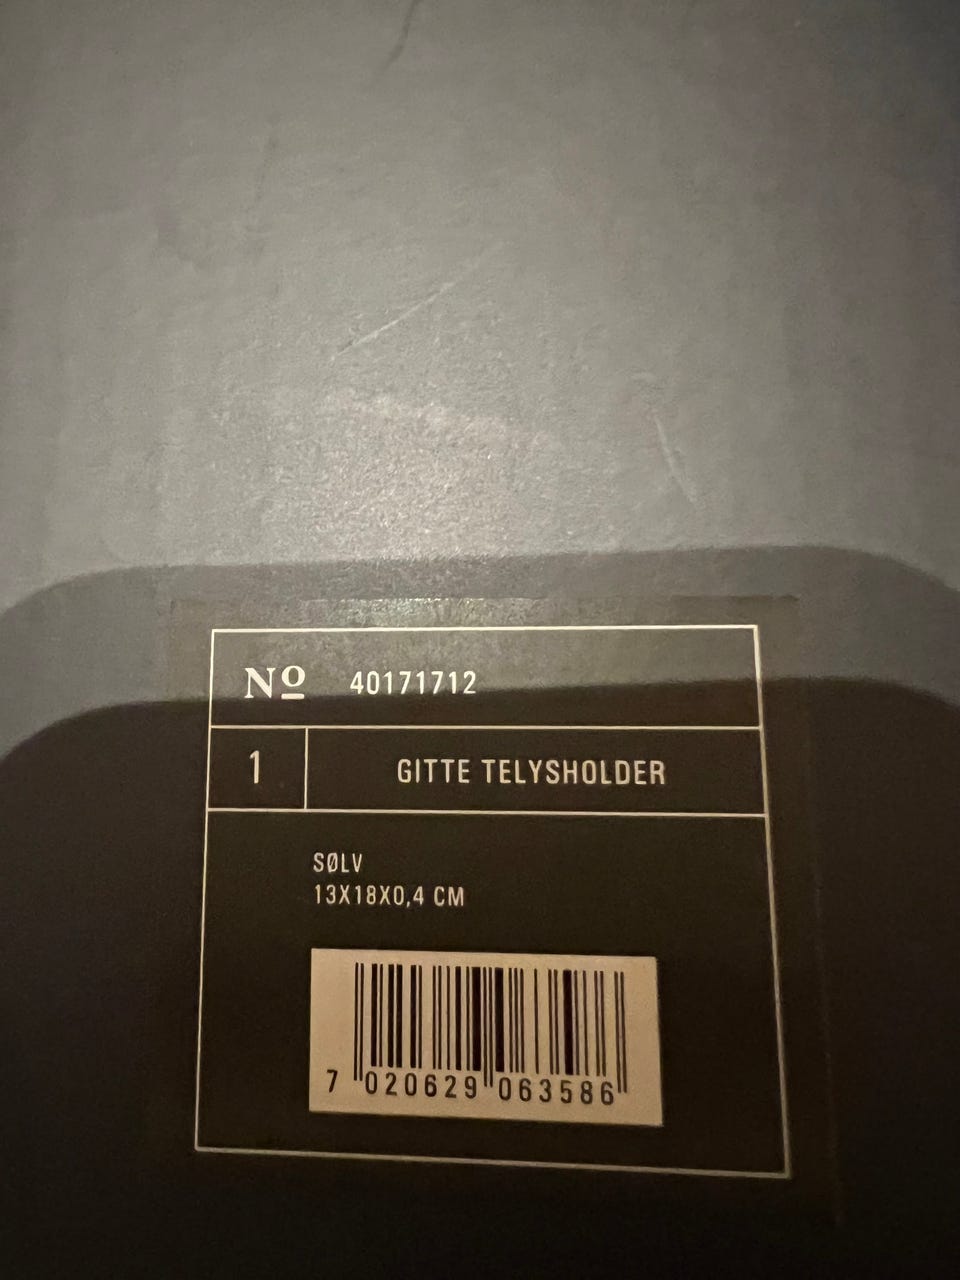 Nº 40171712
1 GITTE TELYSHOLDER
SØLV
13X18X0,4 CM
7 020629 063586